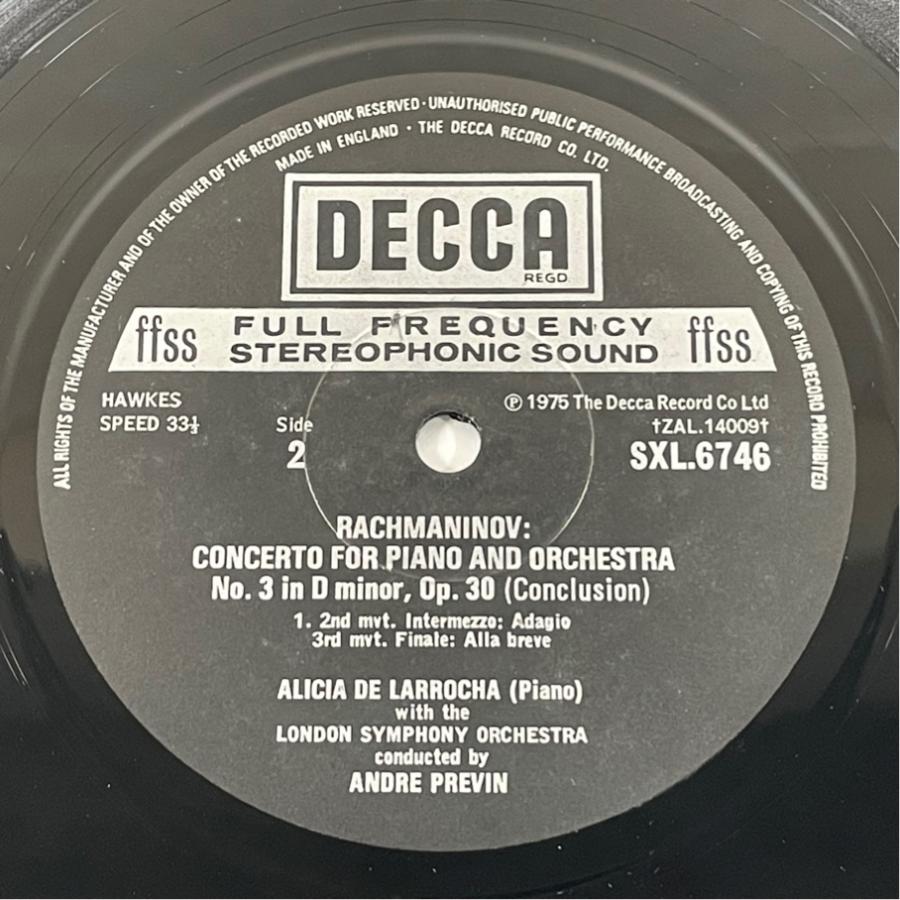 ALL RIGHTS OF THE MANUFACTURER AND OF THE OWNER OF THE RECORDED WORK RESERVED · UNAUTHORISED PUBLIC PERFORMANCE BROADCASTING AND COPYING OF THIS RECORD PROHIBITED
MADE IN ENGLAND · THE DECCA RECORD CO. LTD.
DECCA
REGD
ffss FULL FREQUENCY ffss
STEREOPHONIC SOUND
HAWKES ℗ 1975 The Decca Record Co Ltd
SPEED 33⅓ Side †ZAL.14009†
2 SXL.6746
RACHMANINOV:
CONCERTO FOR PIANO AND ORCHESTRA
No. 3 in D minor, Op. 30 (Conclusion)
1. 2nd mvt. Intermezzo: Adagio
3rd mvt. Finale: Alla breve
ALICIA DE LARROCHA (Piano)
with the
LONDON SYMPHONY ORCHESTRA
conducted by
ANDRE PREVIN